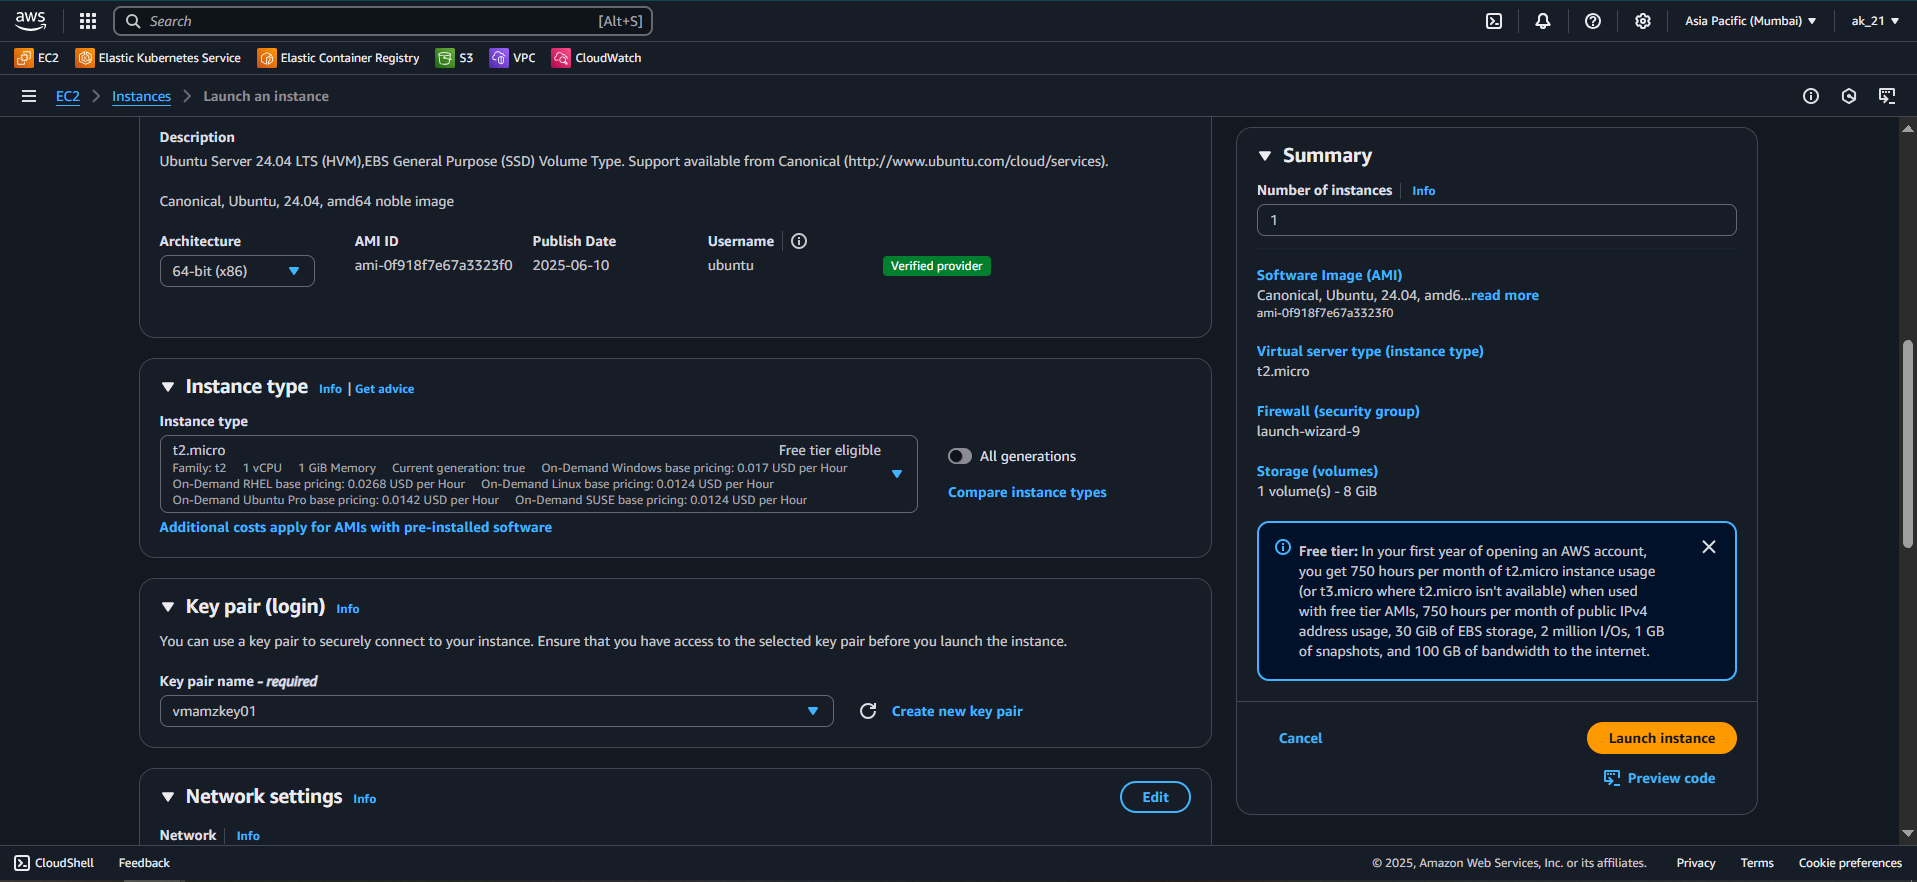 aws
Search [Alt+S]
Asia Pacific (Mumbai)
ak_21
EC2 Elastic Kubernetes Service Elastic Container Registry S3 VPC CloudWatch
EC2 Instances Launch an instance
Description
Ubuntu Server 24.04 LTS (HVM),EBS General Purpose (SSD) Volume Type. Support available from Canonical (http://www.ubuntu.com/cloud/services).
Canonical, Ubuntu, 24.04, amd64 noble image
Architecture AMI ID Publish Date Username
64-bit (x86) ami-0f918f7e67a3323f0 2025-06-10 ubuntu Verified provider
Instance type Info | Get advice
Instance type
t2.micro Free tier eligible
Family: t2 1 vCPU 1 GiB Memory Current generation: true On-Demand Windows base pricing: 0.017 USD per Hour
On-Demand RHEL base pricing: 0.0268 USD per Hour On-Demand Linux base pricing: 0.0124 USD per Hour
On-Demand Ubuntu Pro base pricing: 0.0142 USD per Hour On-Demand SUSE base pricing: 0.0124 USD per Hour
All generations
Compare instance types
Additional costs apply for AMIs with pre-installed software
Key pair (login) Info
You can use a key pair to securely connect to your instance. Ensure that you have access to the selected key pair before you launch the instance.
Key pair name - required
vmamzkey01
Create new key pair
Network settings Info
Edit
Network Info
Summary
Number of instances Info
1
Software Image (AMI)
Canonical, Ubuntu, 24.04, amd6...read more
ami-0f918f7e67a3323f0
Virtual server type (instance type)
t2.micro
Firewall (security group)
launch-wizard-9
Storage (volumes)
1 volume(s) - 8 GiB
Free tier: In your first year of opening an AWS account,
you get 750 hours per month of t2.micro instance usage
(or t3.micro where t2.micro isn't available) when used
with free tier AMIs, 750 hours per month of public IPv4
address usage, 30 GiB of EBS storage, 2 million I/Os, 1 GB
of snapshots, and 100 GB of bandwidth to the internet.
Cancel
Launch instance
Preview code
CloudShell Feedback
© 2025, Amazon Web Services, Inc. or its affiliates. Privacy Terms Cookie preferences